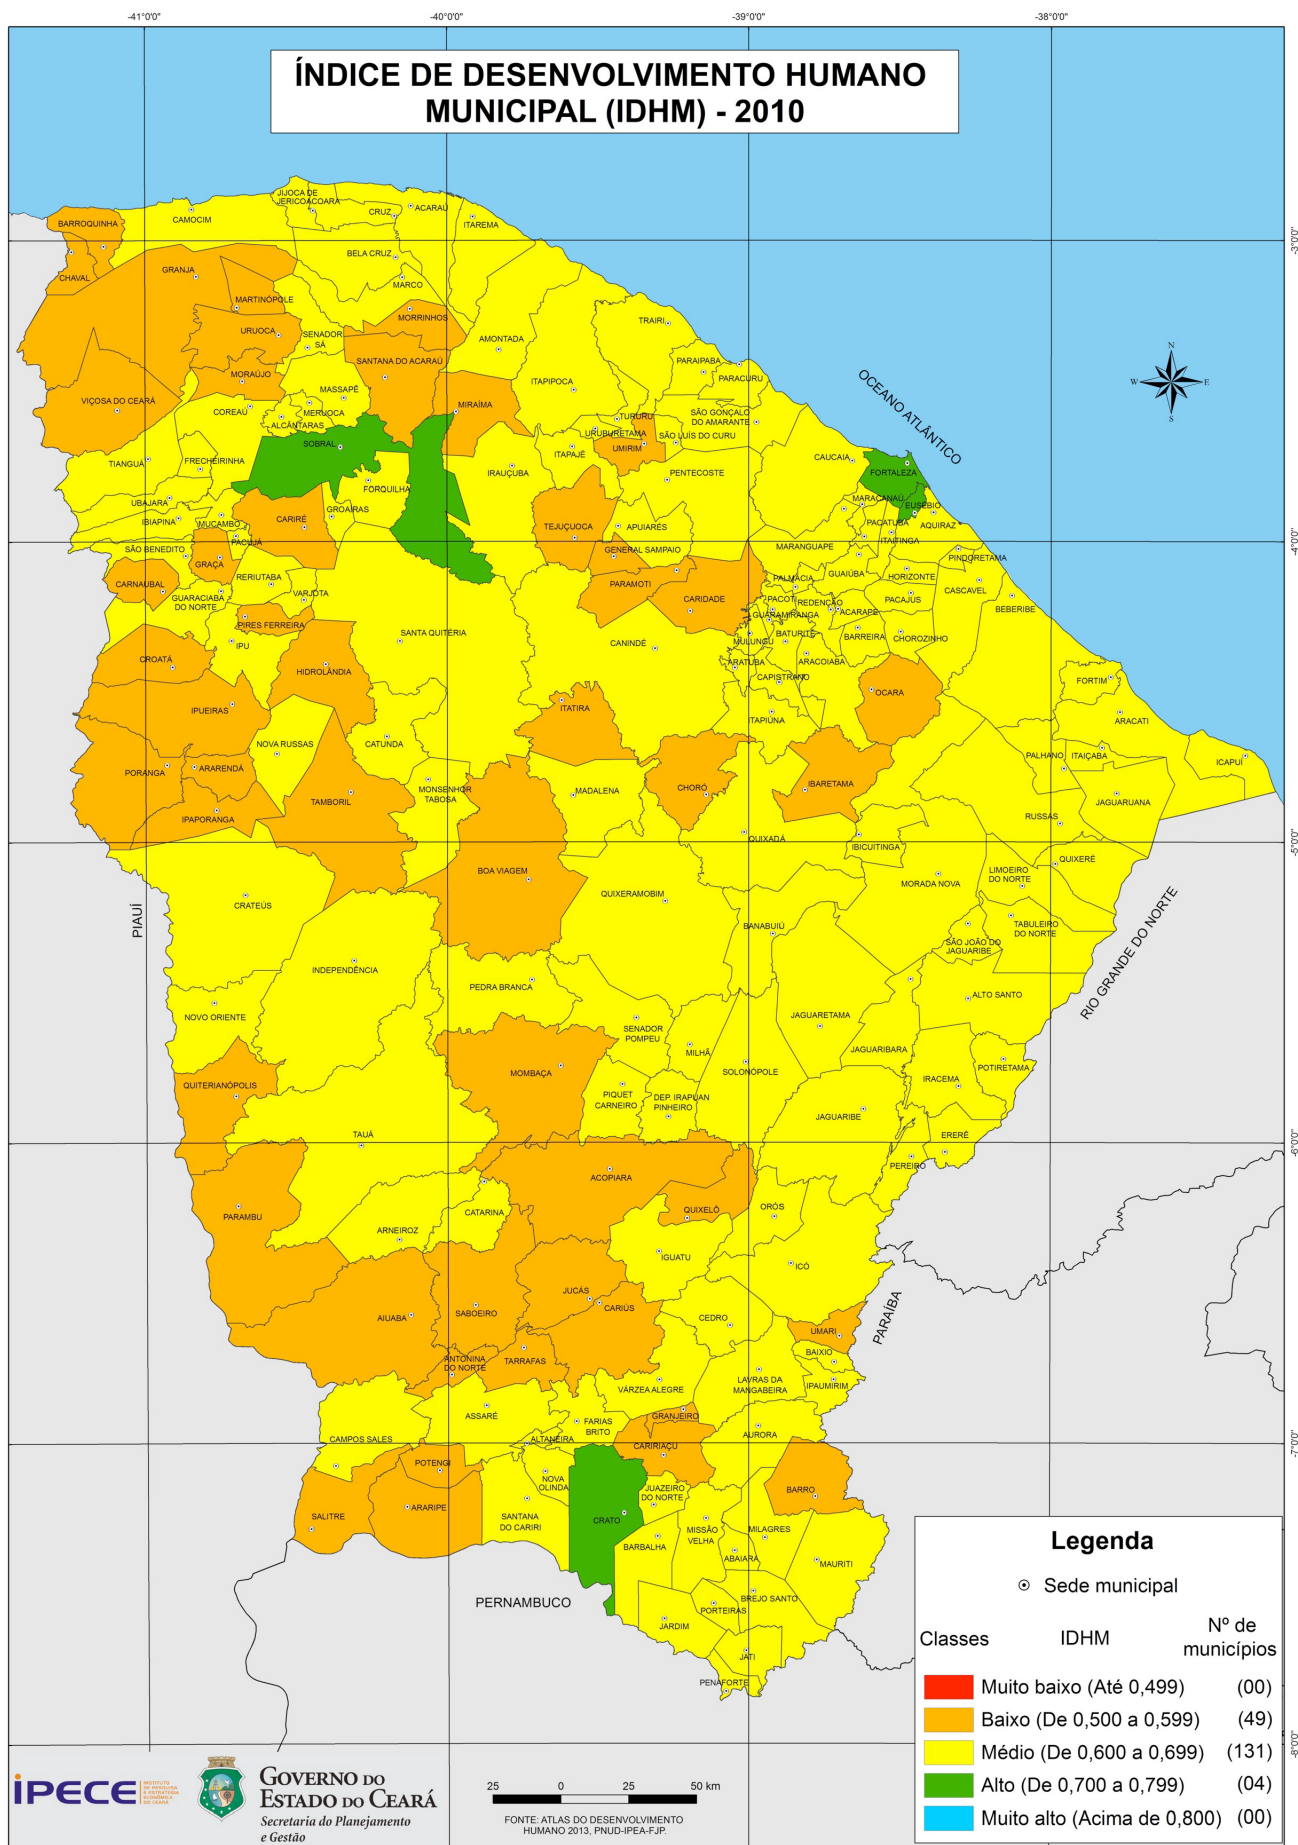 -41°0'0"
-40°0'0"
-39°0'0"
-38°0'0"
ÍNDICE DE DESENVOLVIMENTO HUMANO
MUNICIPAL (IDHM) - 2010
JIJOCA DE
JERICOACOARA
CRUZ
ACARAÚ
ITAREMA
CAMOCIM
BARROQUINHA
-3°0'0"
BELA CRUZ
CHAVAL
GRANJA
MARCO
MARTINÓPOLE
MORRINHOS
TRAIRI
URUOCA
SENADOR
SÁ
AMONTADA
SANTANA DO ACARAÚ
PARAIPABA
PARACURU
N
W
E
S
MORAÚJO
MASSAPÊ
ITAPIPOCA
OCEANO ATLÂNTICO
VIÇOSA DO CEARÁ
COREAÚ
MERUOCA
ALCÂNTARAS
MIRAÍMA
TURURU
SÃO GONÇALO
DO AMARANTE
URUBURETAMA
SÃO LUÍS DO CURU
UMIRIM
SOBRAL
ITAPAJÉ
TIANGUÁ
FRECHEIRINHA
IRAUÇUBA
PENTECOSTE
CAUCAIA
FORTALEZA
FORQUILHA
UBAJARA
MARACANAÚ
EUSÉBIO
IBIAPINA
MUCAMBO
CARIRÉ
GROAÍRAS
TEJUÇUOCA
APUIARÉS
PACATUBA
AQUIRAZ
ITAITINGA
PACUJÁ
-4°0'0"
SÃO BENEDITO
GENERAL SAMPAIO
MARANGUAPE
PINDORETAMA
GRAÇA
CARNAUBAL
RERIUTABA
PARAMOTI
GUAIÚBA
HORIZONTE
CASCAVEL
PALMÁCIA
GUARACIABA
DO NORTE
VARJOTA
CARIDADE
PACOTI
REDENÇÃO
PACAJUS
BEBERIBE
ACARAPE
GUARAMIRANGA
PIRES FERREIRA
IPU
SANTA QUITÉRIA
CANINDÉ
MULUNGU
BATURITÉ
BARREIRA
CHOROZINHO
CROATÁ
ARATUBA
ARACOIABA
HIDROLÂNDIA
CAPISTRANO
FORTIM
OCARA
IPUEIRAS
ITATIRA
ITAPIÚNA
ARACATI
NOVA RUSSAS
CATUNDA
PALHANO
ITAIÇABA
ICAPUÍ
PORANGA
ARARENDÁ
MONSENHOR
TABOSA
MADALENA
CHORÓ
IBARETAMA
TAMBORIL
JAGUARUANA
IPAPORANGA
RUSSAS
QUIXADÁ
IBICUITINGA
-5°0'0"
QUIXERÉ
BOA VIAGEM
LIMOEIRO
DO NORTE
MORADA NOVA
CRATEÚS
QUIXERAMOBIM
PIAUÍ
BANABUIÚ
TABULEIRO
DO NORTE
SÃO JOÃO DO
JAGUARIBE
RIO GRANDE DO NORTE
INDEPENDÊNCIA
PEDRA BRANCA
ALTO SANTO
NOVO ORIENTE
JAGUARETAMA
SENADOR
POMPEU
JAGUARIBARA
MILHÃ
SOLONÓPOLE
POTIRETAMA
MOMBAÇA
IRACEMA
QUITERIANÓPOLIS
PIQUET
CARNEIRO
DEP. IRAPUAN
PINHEIRO
JAGUARIBE
TAUÁ
ERERÊ
-6°0'0"
PEREIRO
ACOPIARA
PARAMBU
CATARINA
QUIXELÔ
ORÓS
ARNEIROZ
IGUATU
ICÓ
JUCÁS
CARIÚS
SABOEIRO
AIUABA
CEDRO
PARAÍBA
UMARI
ANTONINA
DO NORTE
TARRAFAS
BAIXIO
LAVRAS DA
MANGABEIRA
IPAUMIRIM
VÁRZEA ALEGRE
ASSARÉ
GRANJEIRO
FARIAS
BRITO
AURORA
CAMPOS SALES
ALTANEIRA
CARIRIAÇU
-7°0'0"
POTENGI
NOVA
OLINDA
JUAZEIRO
DO NORTE
BARRO
ARARIPE
SALITRE
SANTANA
DO CARIRI
CRATO
MISSÃO
VELHA
MILAGRES
BARBALHA
ABAIARA
MAURITI
PERNAMBUCO
BREJO SANTO
PORTEIRAS
JARDIM
JATI
PENAFORTE
-8°0'0"
Legenda
Sede municipal
Classes IDHM Nº de
municípios
Muito baixo (Até 0,499) (00)
Baixo (De 0,500 a 0,599) (49)
Médio (De 0,600 a 0,699) (131)
Alto (De 0,700 a 0,799) (04)
Muito alto (Acima de 0,800) (00)
IPECE
INSTITUTO
DE PESQUISA
E ESTRATÉGIA
ECONÔMICA
DO CEARÁ
GOVERNO DO
ESTADO DO CEARÁ
Secretaria do Planejamento
e Gestão
25 0 25 50 km
FONTE: ATLAS DO DESENVOLVIMENTO
HUMANO 2013, PNUD-IPEA-FJP.